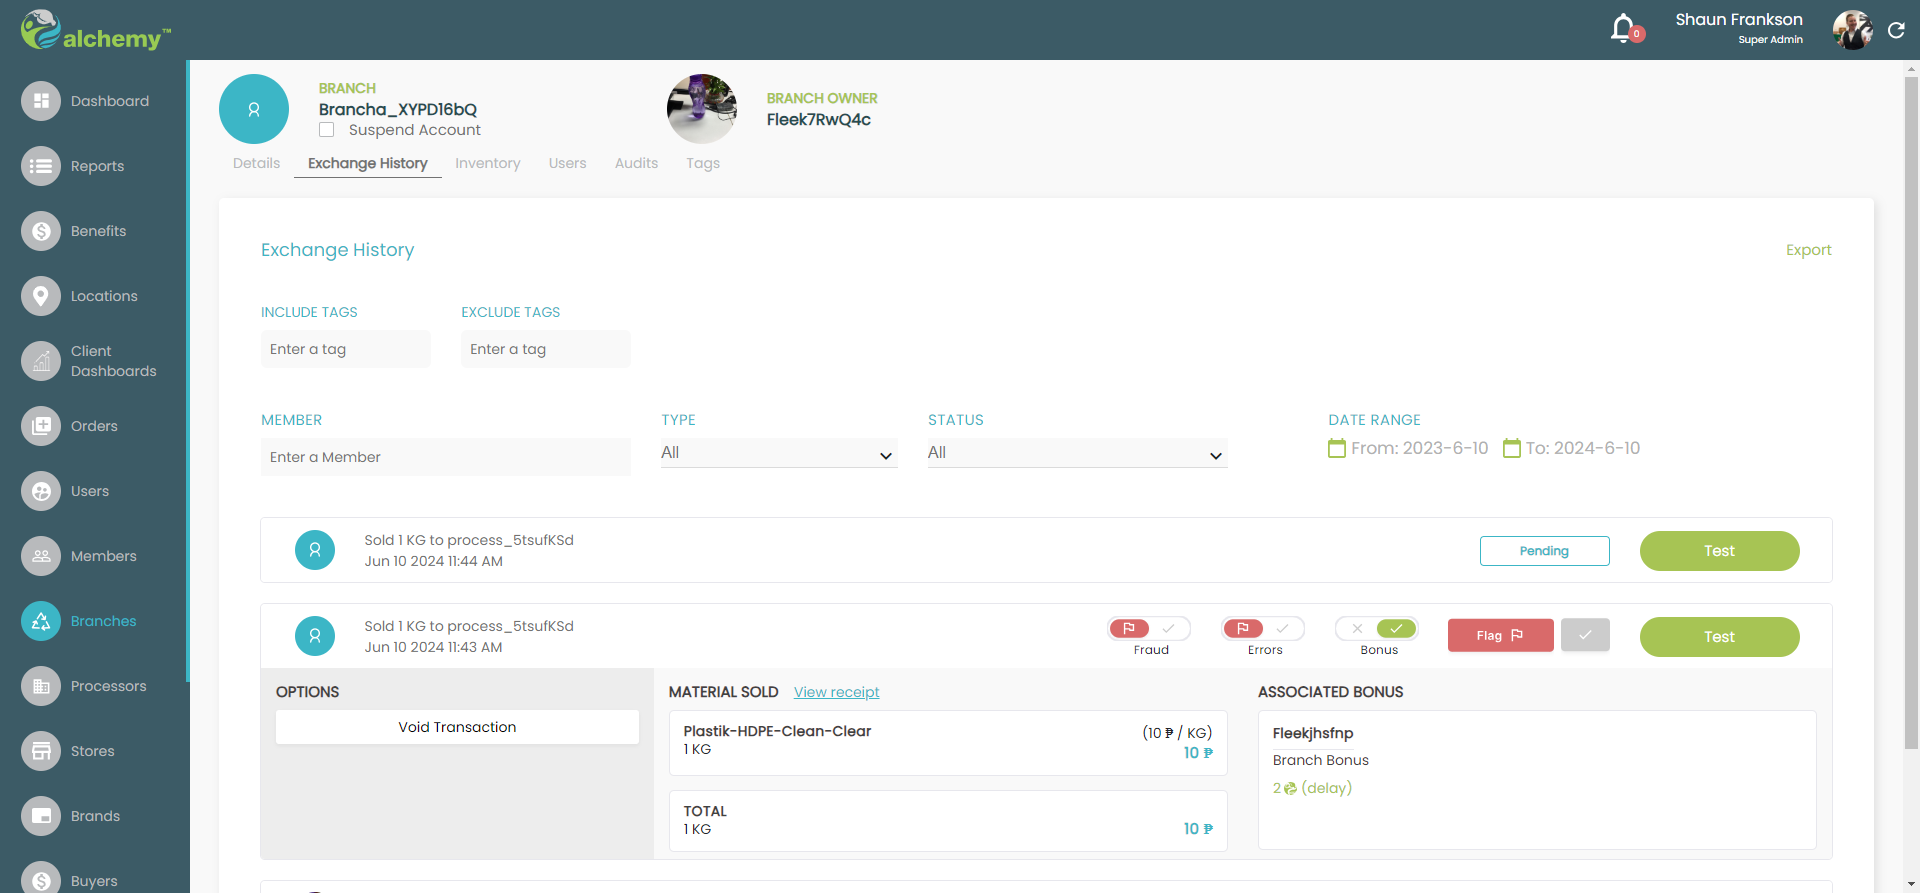 alchemy™
0
Shaun Frankson
Super Admin
Dashboard
Reports
Benefits
Locations
Client
Dashboards
Orders
Users
Members
Branches
Processors
Stores
Brands
Buyers
BRANCH
Brancha_XYPD16bQ
Suspend Account
BRANCH OWNER
Fleek7RwQ4c
Details Exchange History Inventory Users Audits Tags
Exchange History
Export
INCLUDE TAGS EXCLUDE TAGS
Enter a tag Enter a tag
MEMBER TYPE STATUS DATE RANGE
Enter a Member All All From: 2023-6-10 To: 2024-6-10
Sold 1 KG to process_5tsufKSd
Jun 10 2024 11:44 AM
Pending
Test
Sold 1 KG to process_5tsufKSd
Jun 10 2024 11:43 AM
Fraud Errors Bonus
Flag
Test
OPTIONS
Void Transaction
MATERIAL SOLD View receipt
Plastik-HDPE-Clean-Clear (10 ₱ / KG)
1 KG 10 ₱
TOTAL
1 KG 10 ₱
ASSOCIATED BONUS
Fleekjhsfnp
Branch Bonus
2 (delay)